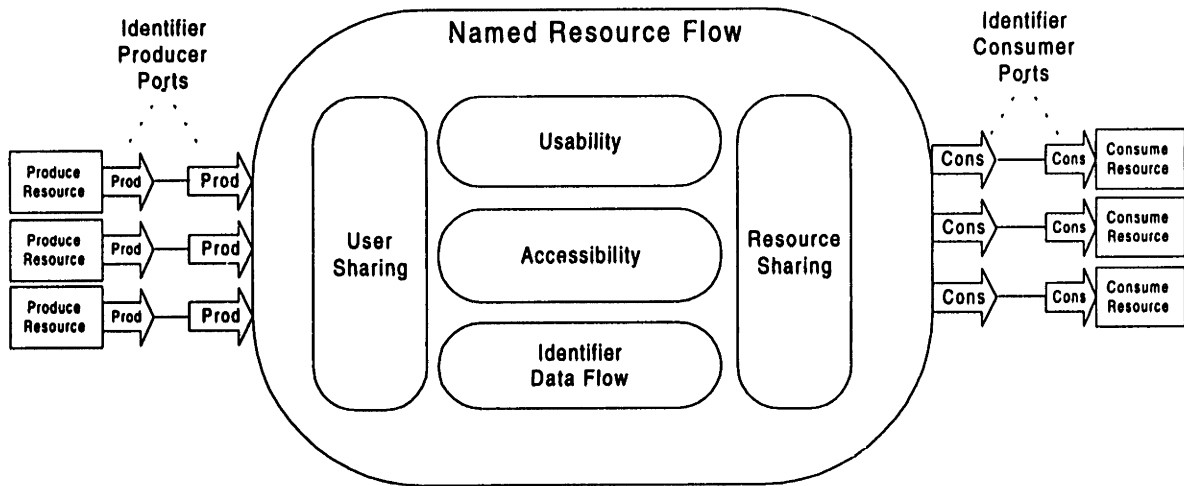 Named Resource Flow
Identifier
Producer
Ports
Identifier
Consumer
Ports
Produce
Resource
Prod
Prod
Produce
Resource
Prod
Prod
Produce
Resource
Prod
Prod
User
Sharing
Usability
Accessibility
Identifier
Data Flow
Resource
Sharing
Cons
Cons
Consume
Resource
Cons
Cons
Consume
Resource
Cons
Cons
Consume
Resource